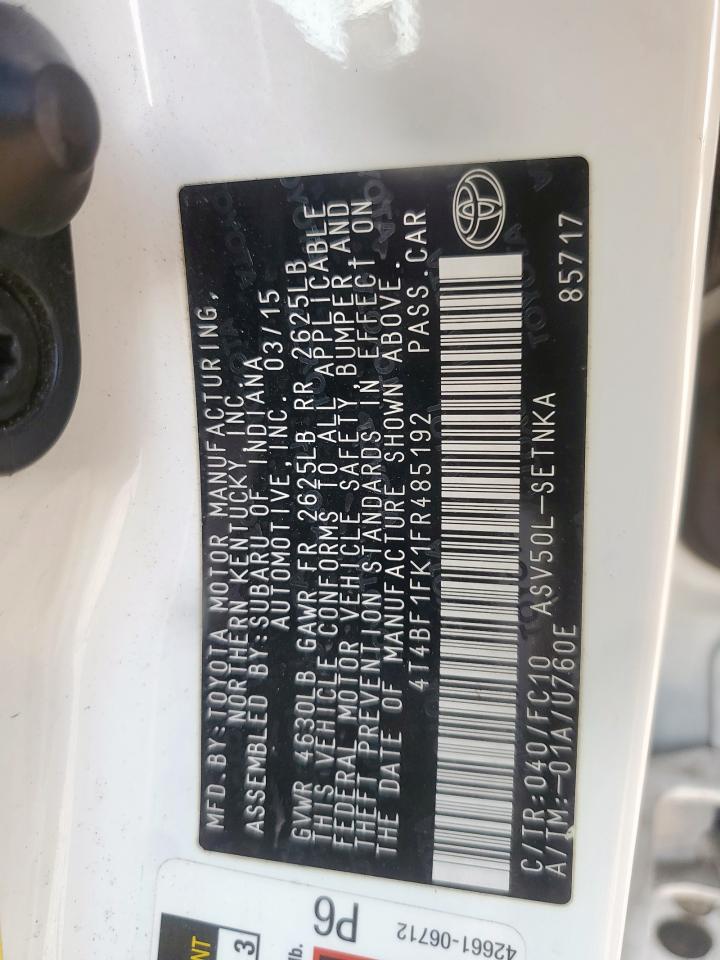 MFD.BY:TOYOTA MOTOR MANUFACTURING,
NORTHERN KENTUCKY INC
ASSEMBLED BY:SUBARU OF INDIANA
AUTOMOTIVE,INC. 03/15
GVWR 4630LB GAWR FR 2625LB RR 2625LB
THIS VEHICLE CONFORMS TO ALL APPLICABLE
FEDERAL MOTOR VEHICLE SAFETY,BUMPER AND
THEFT PREVENTION STANDARDS IN EFFECT ON
THE DATE OF MANUFACTURE SHOWN ABOVE.
4T4BF1FK1FR485192 PASS.CAR
C/TR:040/FC10 ASV50L-SETNKA 85717
A/TM:-01A/U760E
NT
3
lb.
P6
42661-06712